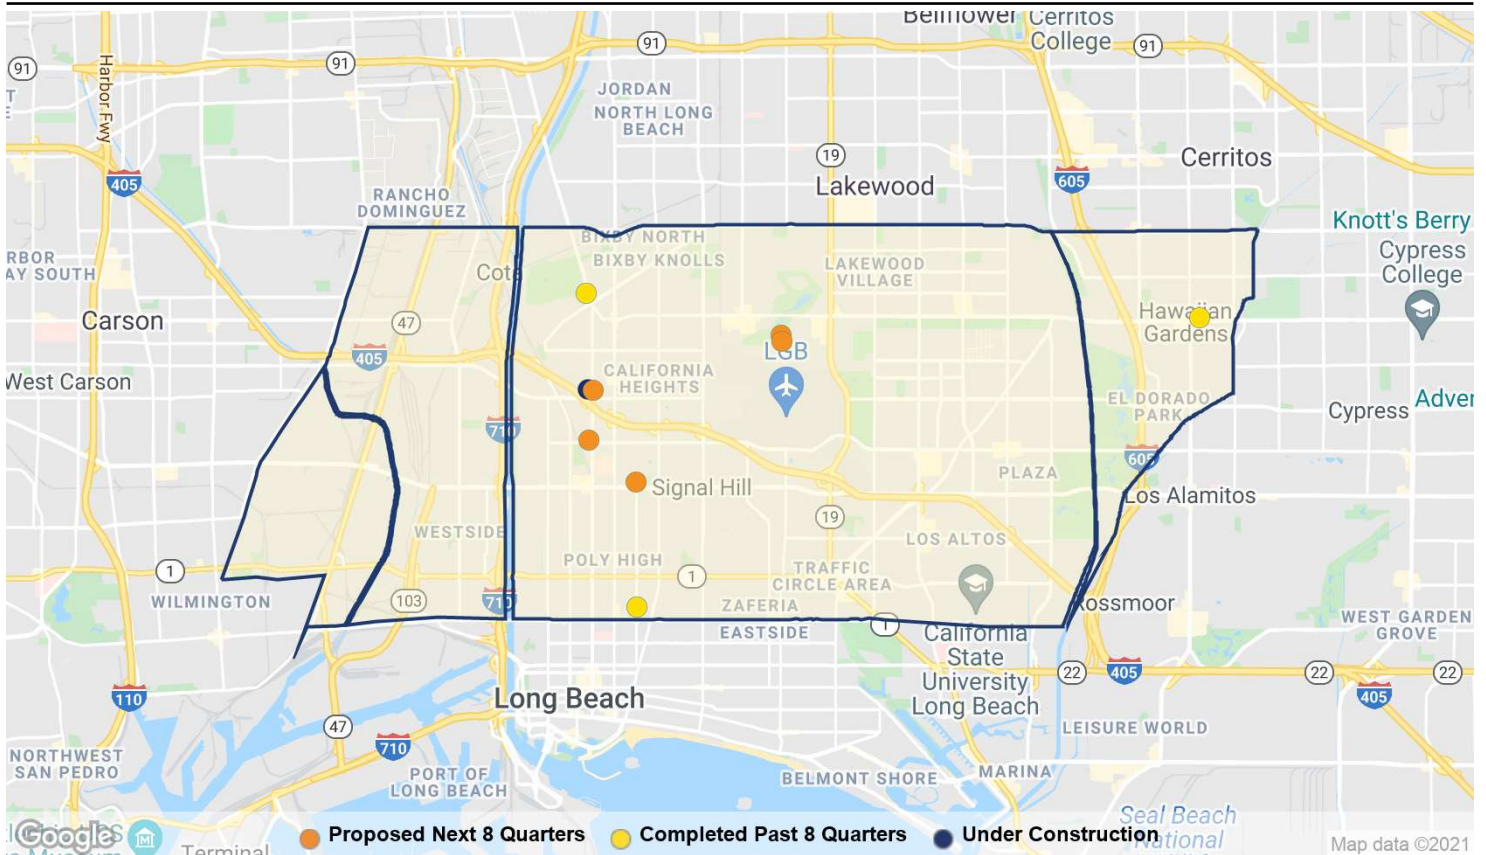 Bellflower
Cerritos
College
91
91
91
91
Harbor Fwy
JORDAN
NORTH LONG
BEACH
19
Cerritos
Lakewood
405
605
RANCHO
DOMINGUEZ
Knott's Berry
Cypress
College
BIXBY NORTH
BIXBY KNOLLS
LAKEWOOD
VILLAGE
RBOR
AY SOUTH
Carson
47
Hawaiian
Gardens
LGB
405
West Carson
CALIFORNIA
HEIGHTS
EL DORADO
PARK
Cypress
Adver
710
605
PLAZA
Signal Hill
Los Alamitos
19
WESTSIDE
LOS ALTOS
POLY HIGH
1
1
TRAFFIC
CIRCLE AREA
WILMINGTON
103
710
ZAFERIA
EASTSIDE
Rossmoor
1
WEST GARDEN
GROVE
California
State
University
Long Beach
22
405
22
22
405
110
Long Beach
47
710
LEISURE WORLD
NORTHWEST
SAN PEDRO
PORT OF
LONG BEACH
BELMONT SHORE
MARINA
Seal Beach
National
Google
Terminal
Proposed Next 8 Quarters
Completed Past 8 Quarters
Under Construction
Map data ©2021